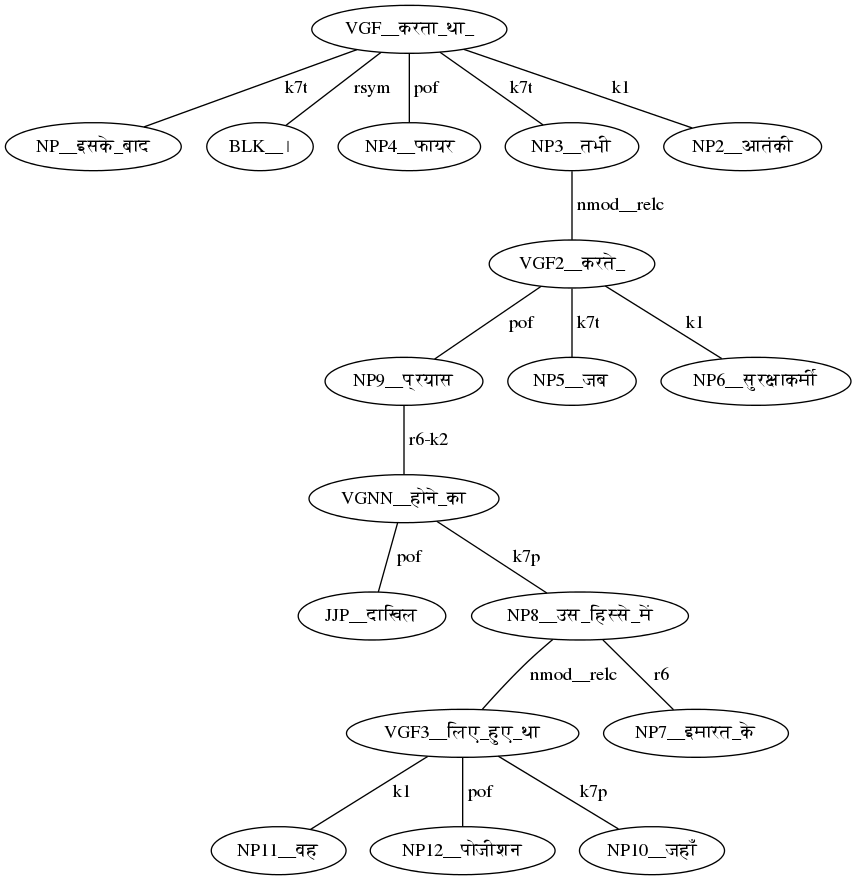 VGF__करता_था_
k7t rsym pof k7t k1
NP__इसके_बाद BLK__। NP4__फायर NP3__तभी NP2__आतंकी
nmod__relc
VGF2__करते_
pof k7t k1
NP9__प्रयास NP5__जब NP6__सुरक्षाकर्मी
r6-k2
VGNN__होने_का
pof k7p
JJP__दाखिल NP8__उस_हिस्से_में
nmod__relc r6
VGF3__लिए_हुए_था NP7__इमारत_के
k1 pof k7p
NP11__वह NP12__पोजीशन NP10__जहाँ